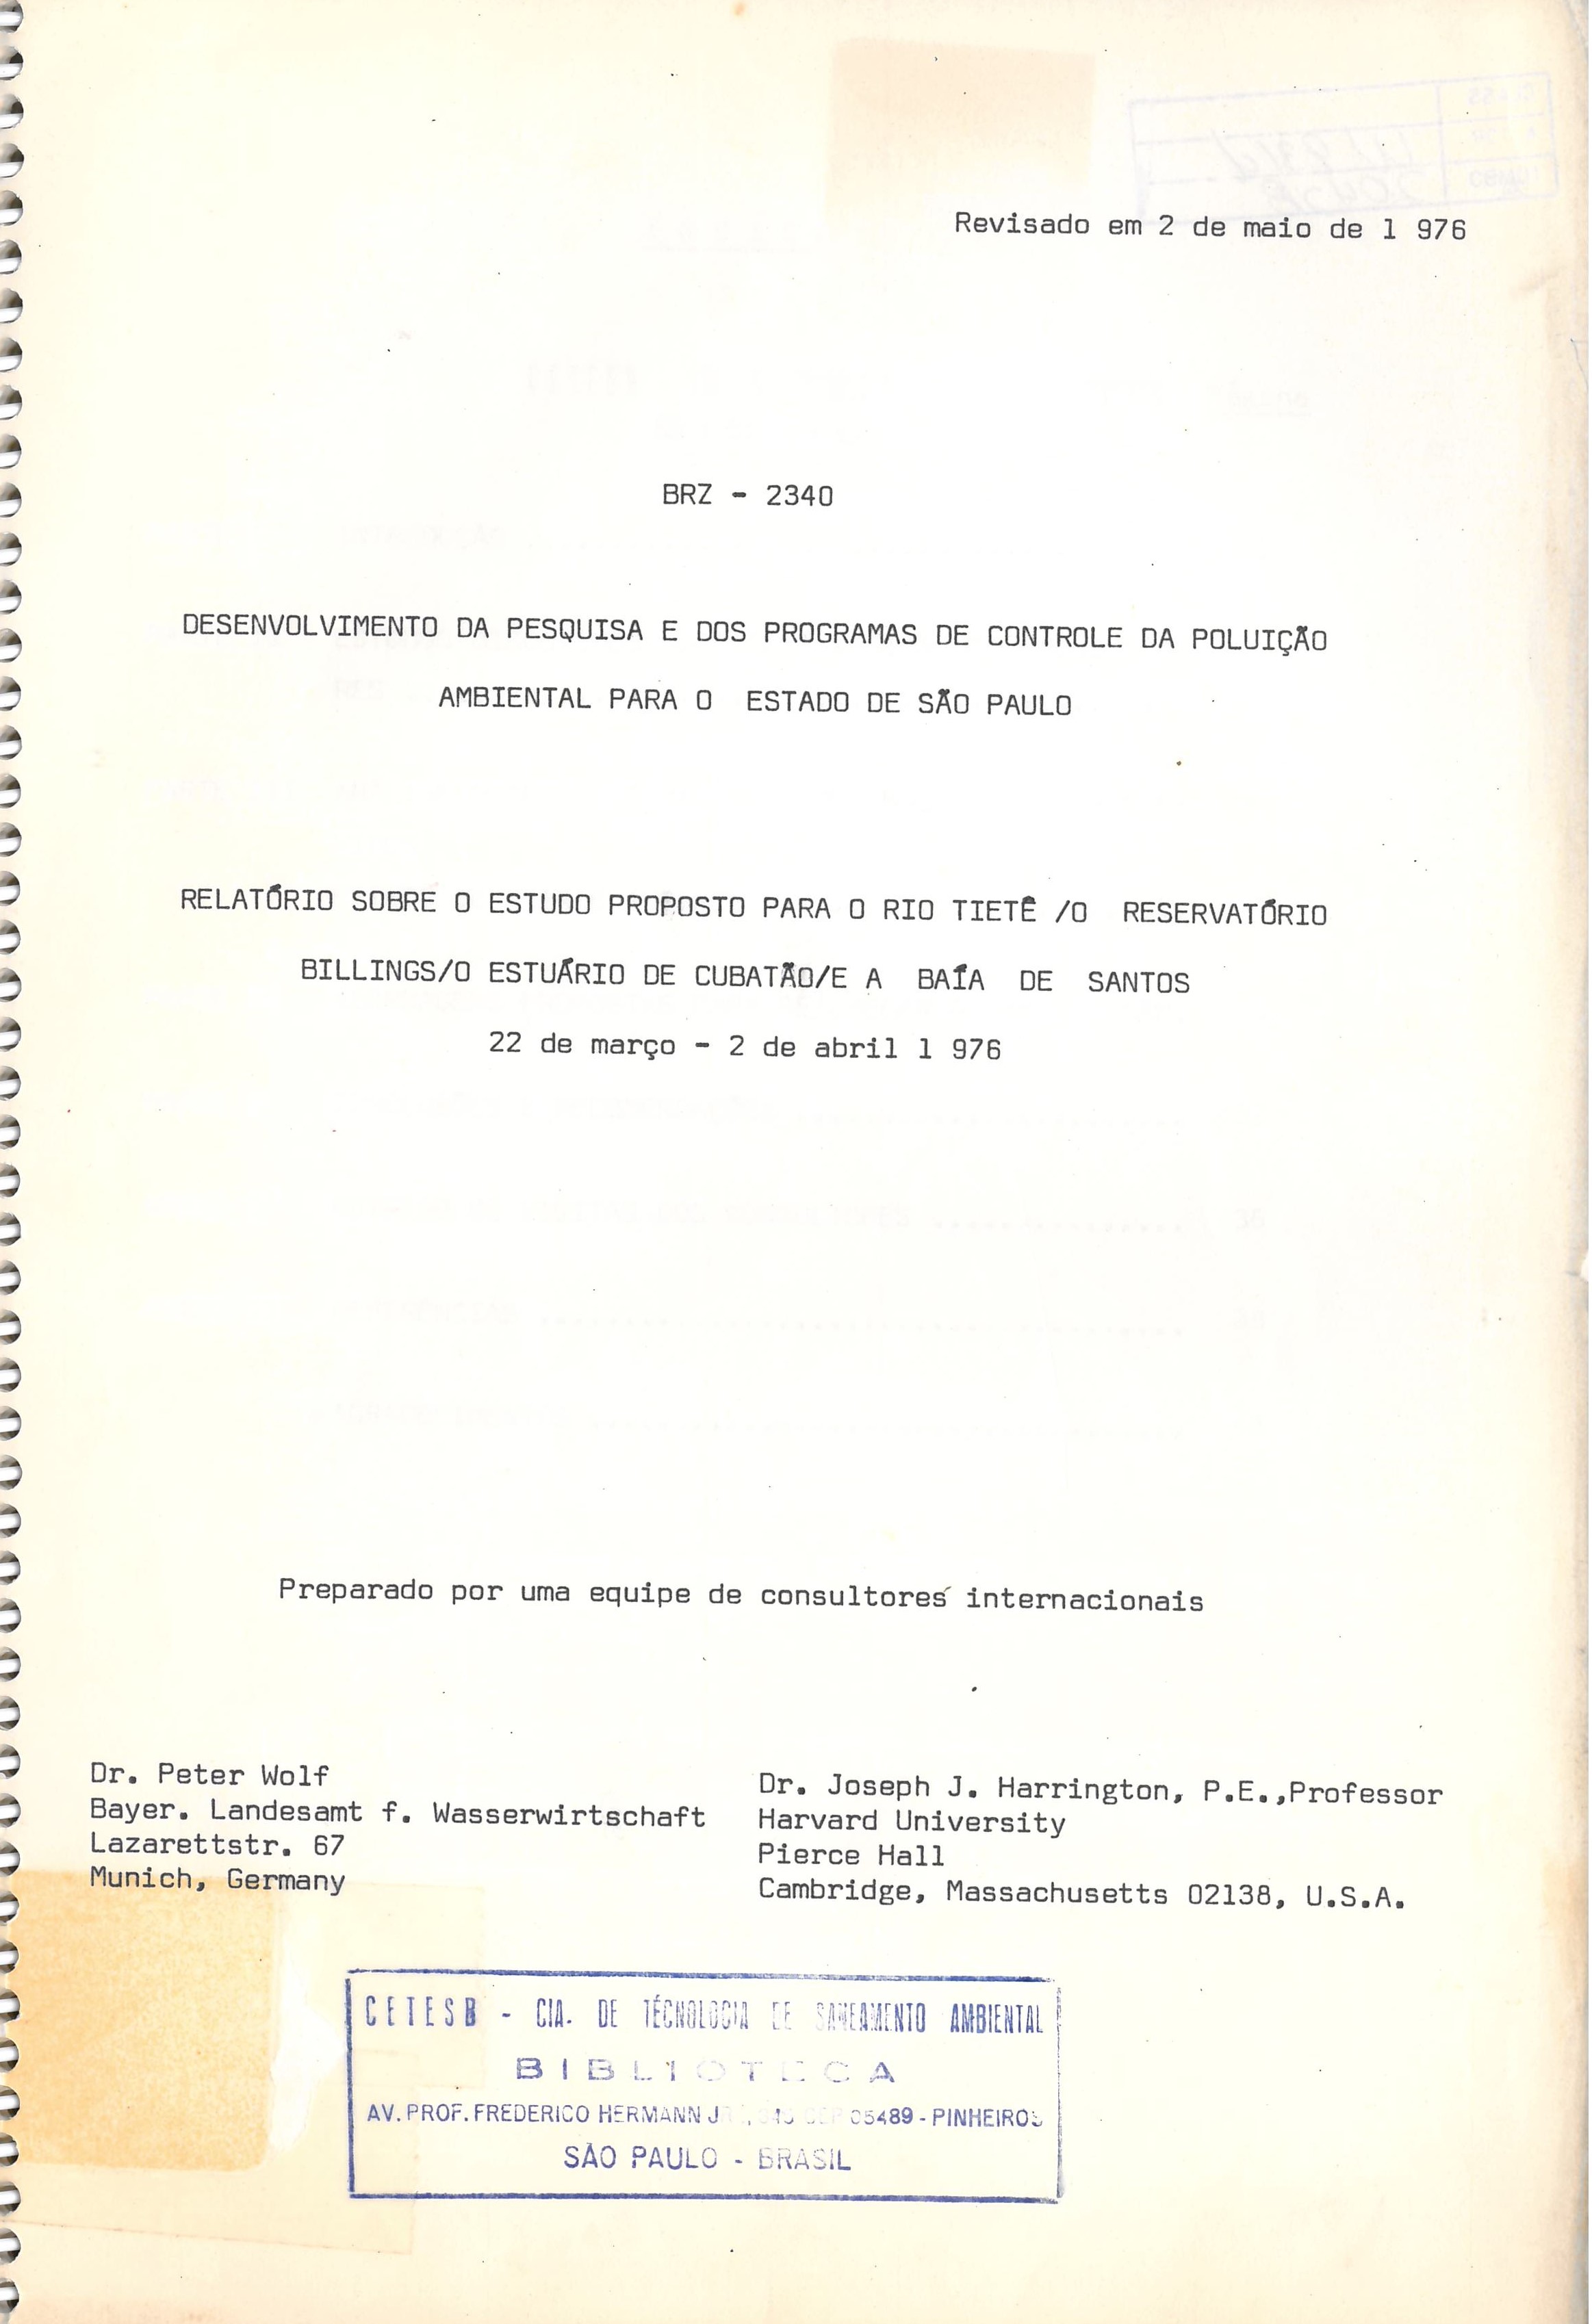 Revisado em 2 de maio de 1 976
BRZ - 2340
DESENVOLVIMENTO DA PESQUISA E DOS PROGRAMAS DE CONTROLE DA POLUIÇÃO
AMBIENTAL PARA O ESTADO DE SÃO PAULO
RELATÓRIO SOBRE O ESTUDO PROPOSTO PARA O RIO TIETÊ /O RESERVATÓRIO
BILLINGS/O ESTUÁRIO DE CUBATÃO/E A BAÍA DE SANTOS
22 de março - 2 de abril 1 976
Preparado por uma equipe de consultores internacionais
Dr. Peter Wolf
Bayer. Landesamt f. Wasserwirtschaft
Lazarettstr. 67
Munich, Germany
Dr. Joseph J. Harrington, P.E.,Professor
Harvard University
Pierce Hall
Cambridge, Massachusetts 02138, U.S.A.
CETESB - CIA. DE TÉCNOLOGIA DE SANEAMENTO AMBIENTAL
BIBLIOTECA
AV. PROF. FREDERICO HERMANN 05489 - PINHEIROS
SÃO PAULO - BRASIL